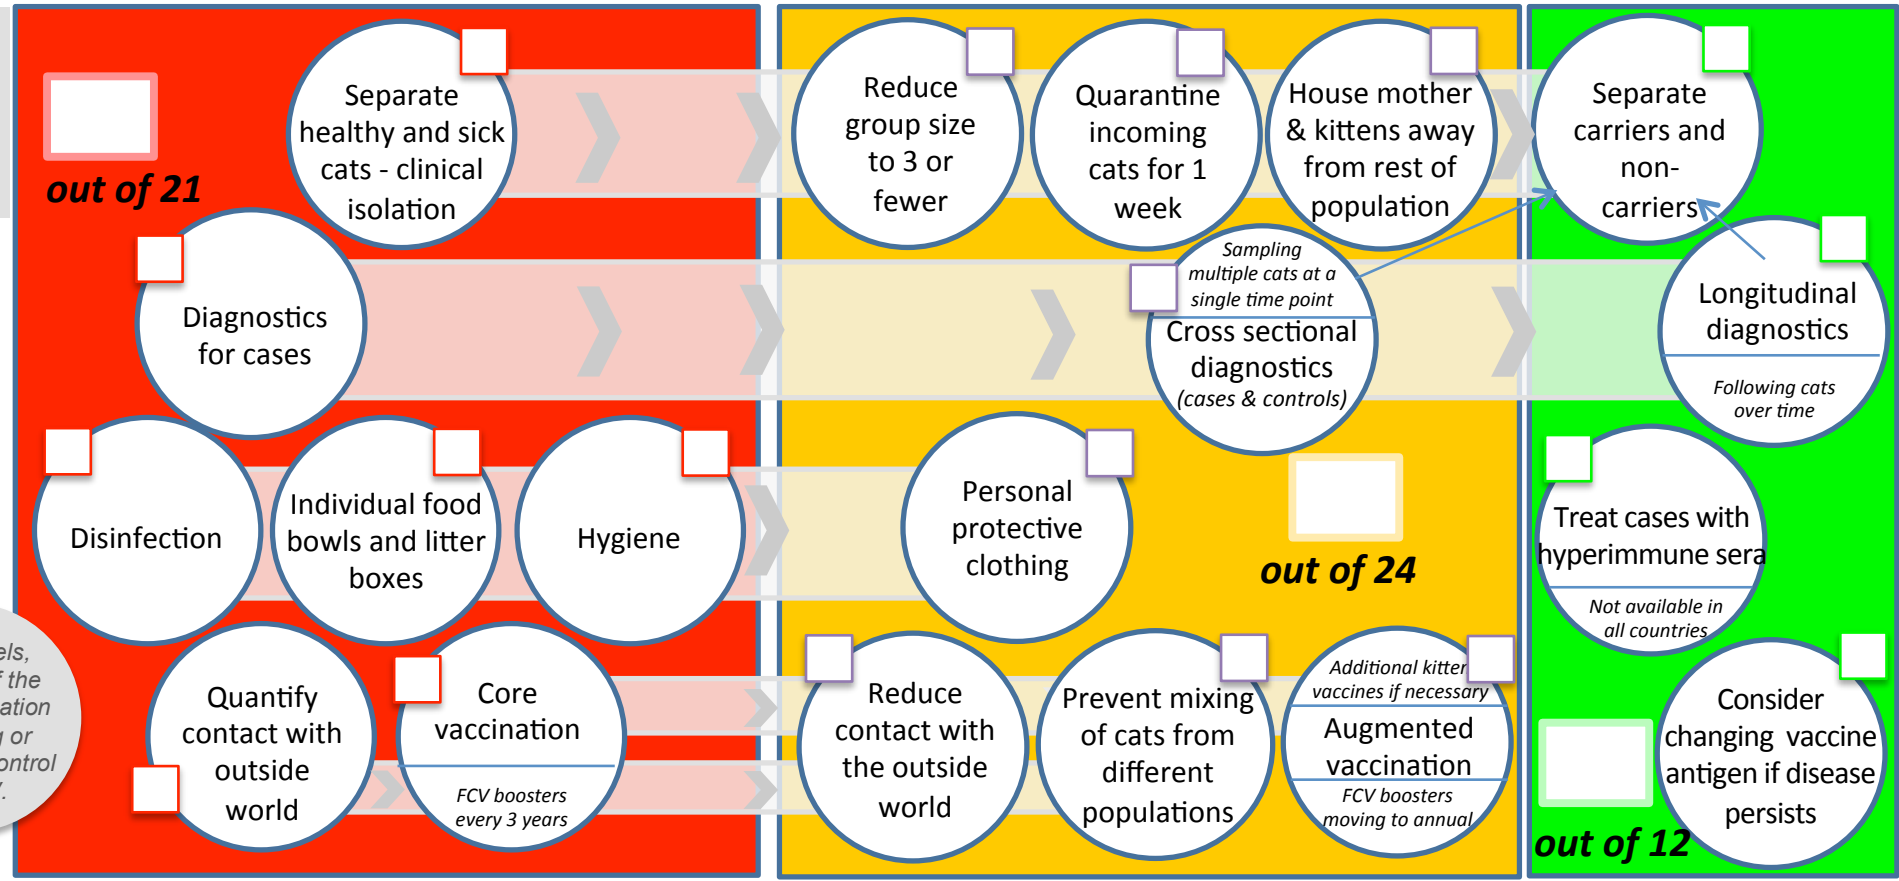 out of 21
Separate
healthy and sick
cats - clinical
isolation
Reduce
group size
to 3 or
fewer
Quarantine
incoming
cats for 1
week
House mother
& kittens away
from rest of
population
Separate
carriers and
non-
carriers
Diagnostics
for cases
Sampling
multiple cats at a
single time point
Cross sectional
diagnostics
(cases & controls)
Longitudinal
diagnostics
Following cats
over time
Disinfection
Individual food
bowls and litter
boxes
Hygiene
Personal
protective
clothing
out of 24
Treat cases with
hyperimmune sera
Not available in
all countries
the
or
Quantify
contact with
outside
world
Core
vaccination
FCV boosters
every 3 years
Reduce
contact with
the outside
world
Prevent mixing
of cats from
different
populations
Additional kitten
vaccines if necessary
Augmented
vaccination
FCV boosters
moving to annual
out of 12
Consider
changing vaccine
antigen if disease
persists